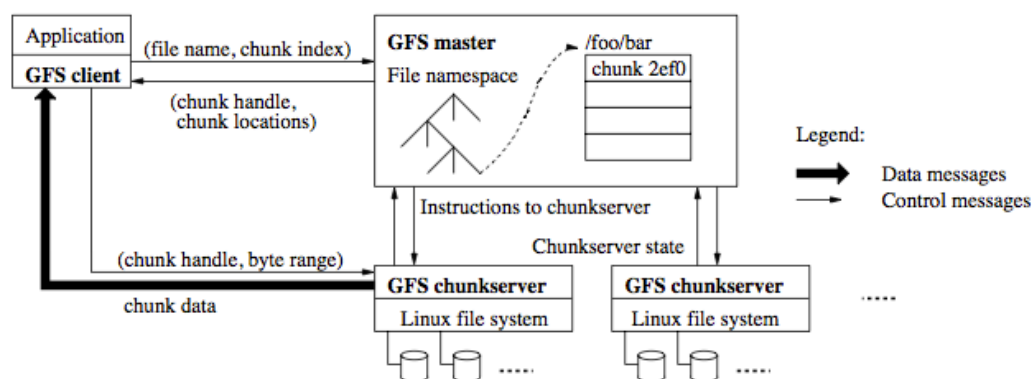 Application
GFS client
(file name, chunk index)
(chunk handle,
chunk locations)
GFS master
File namespace
/foo/bar
chunk 2ef0
Legend:
Data messages
Control messages
Instructions to chunkserver
Chunkserver state
(chunk handle, byte range)
chunk data
GFS chunkserver
Linux file system
GFS chunkserver
Linux file system